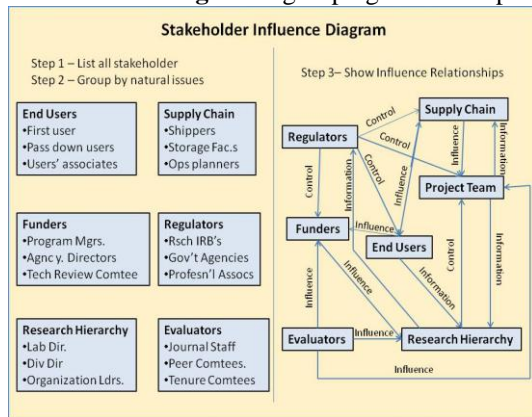 Stakeholder Influence Diagram
Step 1 – List all stakeholder
Step 2 – Group by natural issues
End Users
•First user
•Pass down users
•Users' associates
Supply Chain
•Shippers
•Storage Fac.s
•Ops planners
Funders
•Program Mgrs.
•Agnc y. Directors
•Tech Review Comtee
Regulators
•Rsch IRB's
•Gov't Agencies
•Profesn'l Assocs
Research Hierarchy
•Lab Dir.
•Div Dir
•Organization Ldrs.
Evaluators
•Journal Staff
•Peer Comtees.
•Tenure Comtees
Step 3– Show Influence Relationships
Supply Chain
Control
Regulators
Control
Influence
Information
Control
Control
Information
Influence
Project Team
Funders
Influence
End Users
Influence
Influence
Information
Control
Information
Evaluators
Influence
Research Hierarchy
Influence